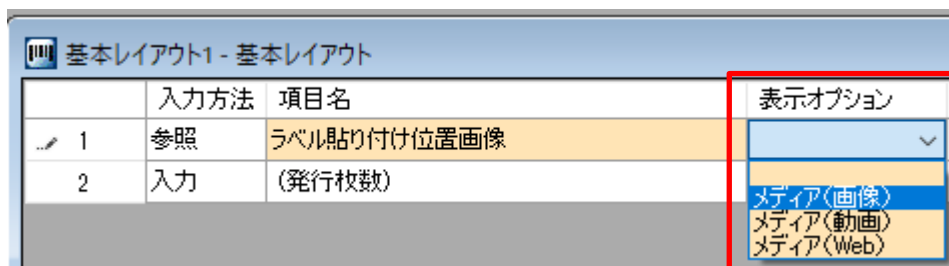 基本レイアウト1 - 基本レイアウト
入力方法 項目名 表示オプション
1 参照 ラベル貼り付け位置画像
2 入力 (発行枚数)
メディア(画像)
メディア(動画)
メディア(Web)